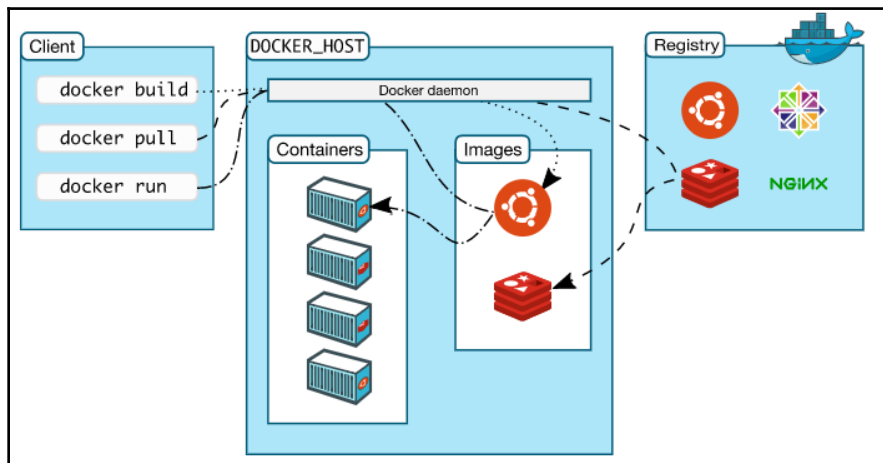 Client
docker build
docker pull
docker run
DOCKER_HOST
Docker daemon
Containers
Images
Registry
NGiNX